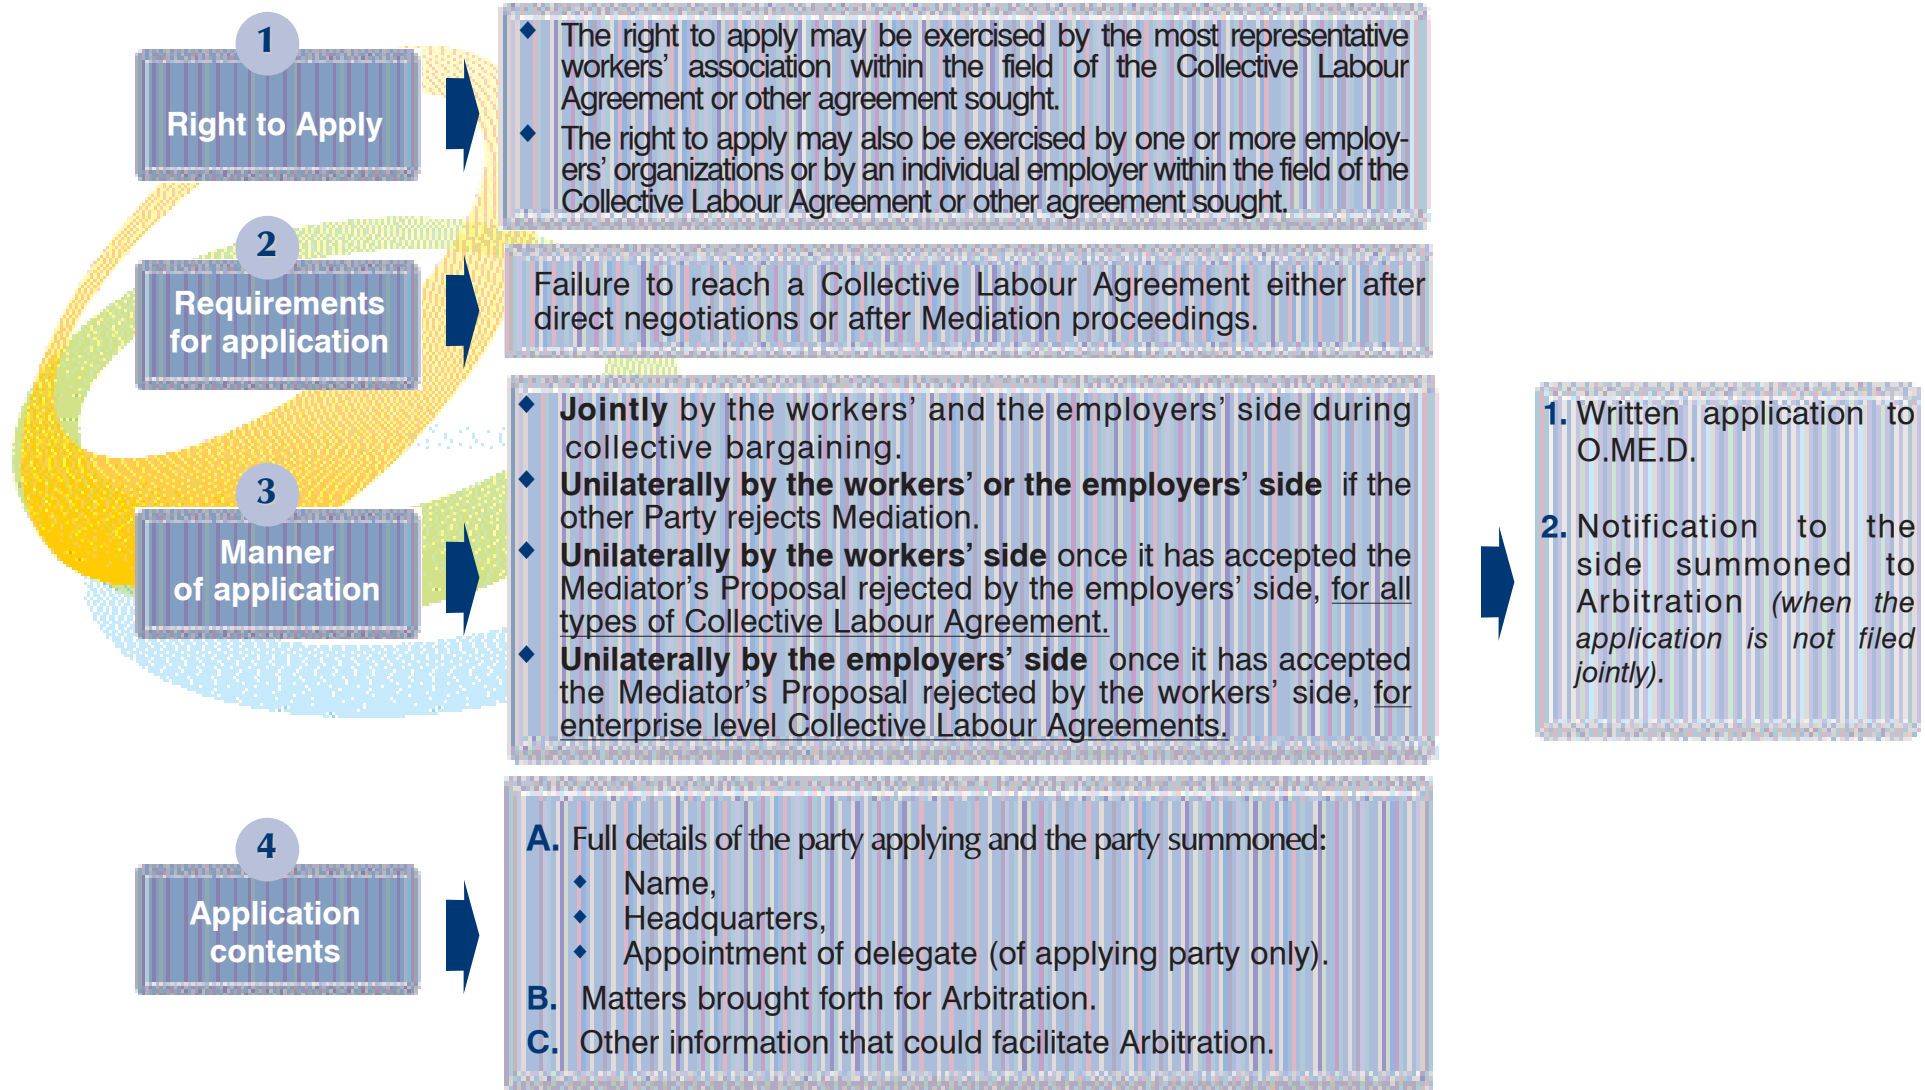 1
Right to Apply
◆ The right to apply may be exercised by the most representative
workers’ association within the field of the Collective Labour
Agreement or other agreement sought.
◆ The right to apply may also be exercised by one or more employ-
ers’ organizations or by an individual employer within the field of the
Collective Labour Agreement or other agreement sought.
2
Requirements
for application
Failure to reach a Collective Labour Agreement either after
direct negotiations or after Mediation proceedings.
3
Manner
of application
◆ Jointly by the workers’ and the employers’ side during
collective bargaining.
◆ Unilaterally by the workers’ or the employers’ side if the
other Party rejects Mediation.
◆ Unilaterally by the workers’ side once it has accepted the
Mediator’s Proposal rejected by the employers’ side, for all
types of Collective Labour Agreement.
◆ Unilaterally by the employers’ side once it has accepted
the Mediator’s Proposal rejected by the workers’ side, for
enterprise level Collective Labour Agreements.
1. Written application to
O.ME.D.
2. Notification to the
side summoned to
Arbitration (when the
application is not filed
jointly).
4
Application
contents
A. Full details of the party applying and the party summoned:
◆ Name,
◆ Headquarters,
◆ Appointment of delegate (of applying party only).
B. Matters brought forth for Arbitration.
C. Other information that could facilitate Arbitration.